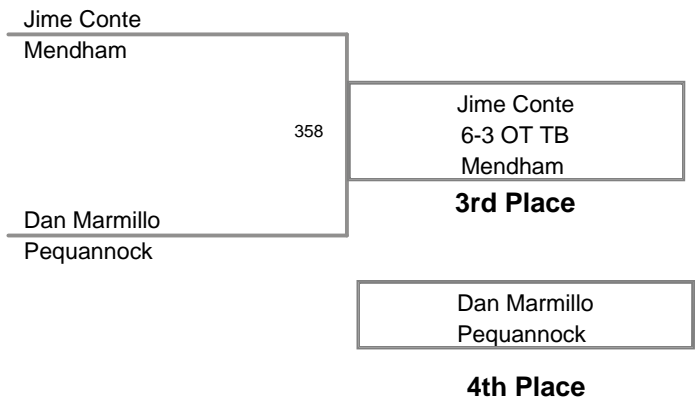 Jime Conte
Mendham
358
Jime Conte
6-3 OT TB
Mendham
3rd Place
Dan Marmillo
Pequannock
Dan Marmillo
Pequannock
4th Place